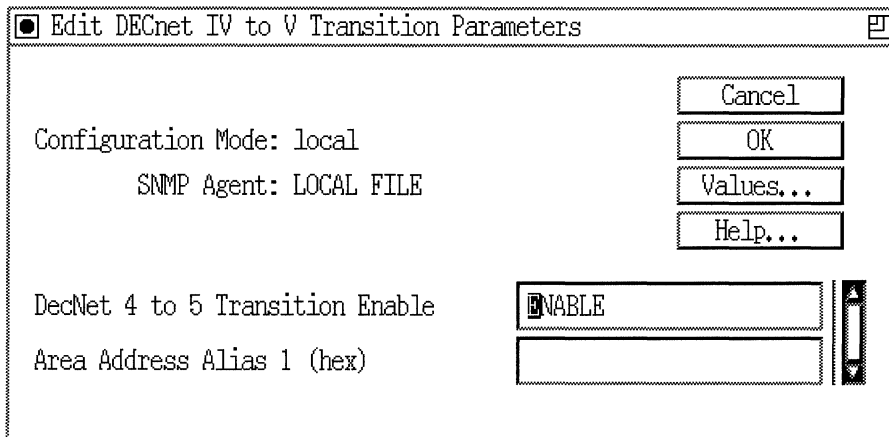 Edit DECnet IV to V Transition Parameters
Cancel
Configuration Mode: local
OK
SNMP Agent: LOCAL FILE
Values...
Help...
DecNet 4 to 5 Transition Enable
ENABLE
Area Address Alias 1 (hex)